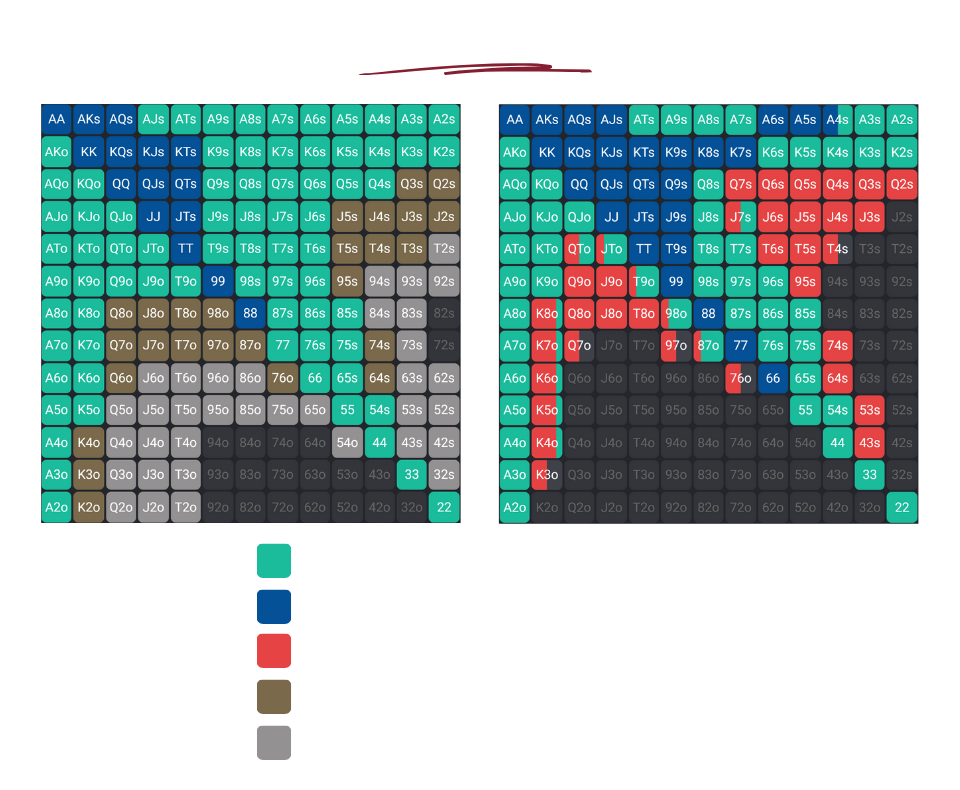 AA AKs AQs AJs ATs A9s A8s A7s A6s A5s A4s A3s A2s
AKo KK KQs KJs KTs K9s K8s K7s K6s K5s K4s K3s K2s
AQo KQo QQ QJs QTs Q9s Q8s Q7s Q6s Q5s Q4s Q3s Q2s
AJo KJo QJo JJ JTs J9s J8s J7s J6s J5s J4s J3s J2s
ATo KTo QTo JTo TT T9s T8s T7s T6s T5s T4s T3s T2s
A9o K9o Q9o J9o T9o 99 98s 97s 96s 95s 94s 93s 92s
A8o K8o Q8o J8o T8o 98o 88 87s 86s 85s 84s 83s 82s
A7o K7o Q7o J7o T7o 97o 87o 77 76s 75s 74s 73s 72s
A6o K6o Q6o J6o T6o 96o 86o 76o 66 65s 64s 63s 62s
A5o K5o Q5o J5o T5o 95o 85o 75o 65o 55 54s 53s 52s
A4o K4o Q4o J4o T4o 94o 84o 74o 64o 54o 44 43s 42s
A3o K3o Q3o J3o T3o 93o 83o 73o 63o 53o 43o 33 32s
A2o K2o Q2o J2o T2o 92o 82o 72o 62o 52o 42o 32o 22
AA AKs AQs AJs ATs A9s A8s A7s A6s A5s A4s A3s A2s
AKo KK KQs KJs KTs K9s K8s K7s K6s K5s K4s K3s K2s
AQo KQo QQ QJs QTs Q9s Q8s Q7s Q6s Q5s Q4s Q3s Q2s
AJo KJo QJo JJ JTs J9s J8s J7s J6s J5s J4s J3s J2s
ATo KTo QTo JTo TT T9s T8s T7s T6s T5s T4s T3s T2s
A9o K9o Q9o J9o T9o 99 98s 97s 96s 95s 94s 93s 92s
A8o K8o Q8o J8o T8o 98o 88 87s 86s 85s 84s 83s 82s
A7o K7o Q7o J7o T7o 97o 87o 77 76s 75s 74s 73s 72s
A6o K6o Q6o J6o T6o 96o 86o 76o 66 65s 64s 63s 62s
A5o K5o Q5o J5o T5o 95o 85o 75o 65o 55 54s 53s 52s
A4o K4o Q4o J4o T4o 94o 84o 74o 64o 54o 44 43s 42s
A3o K3o Q3o J3o T3o 93o 83o 73o 63o 53o 43o 33 32s
A2o K2o Q2o J2o T2o 92o 82o 72o 62o 52o 42o 32o 22